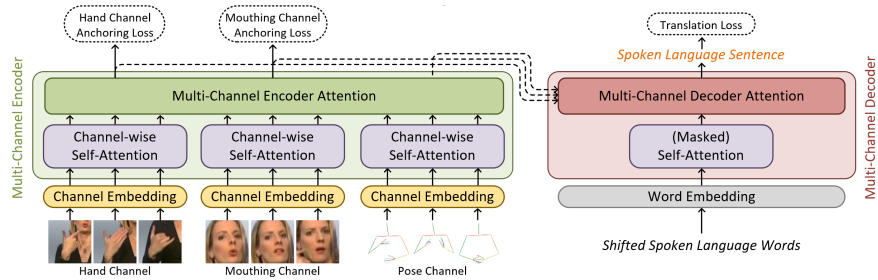 Hand Channel
Anchoring Loss
Mouthing Channel
Anchoring Loss
Translation Loss
Spoken Language Sentence
Multi-Channel Encoder
Multi-Channel Encoder Attention
Multi-Channel Decoder Attention
Multi-Channel Decoder
Channel-wise
Self-Attention
Channel-wise
Self-Attention
Channel-wise
Self-Attention
(Masked)
Self-Attention
Channel Embedding
Channel Embedding
Channel Embedding
Word Embedding
Shifted Spoken Language Words
Hand Channel
Mouthing Channel
Pose Channel